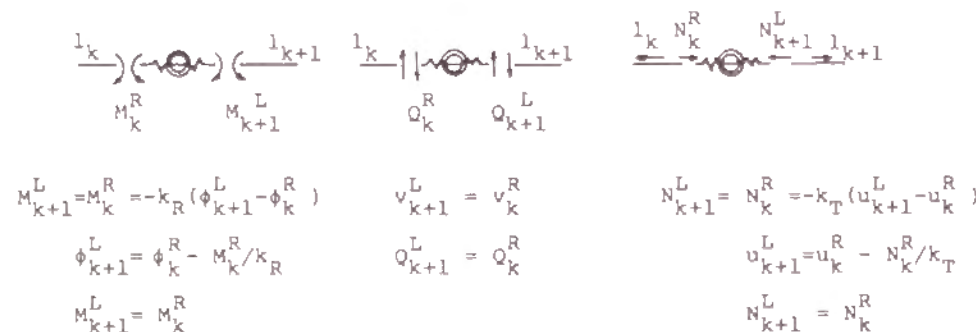 l_k l_{k+1} l_k l_{k+1} l_k N_k^R N_{k+1}^L l_{k+1}
M_k^R M_{k+1}^L Q_k^R Q_{k+1}^L
M_{k+1}^L=M_k^R=-k_R(ϕ_{k+1}^L-ϕ_k^R) v_{k+1}^L = v_k^R N_{k+1}^L= N_k^R=-k_T(u_{k+1}^L-u_k^R)
ϕ_{k+1}^L= ϕ_k^R- M_k^R/k_R Q_{k+1}^L = Q_k^R u_{k+1}^L=u_k^R - N_k^R/k_T
M_{k+1}^L= M_k^R N_{k+1}^L = N_k^R